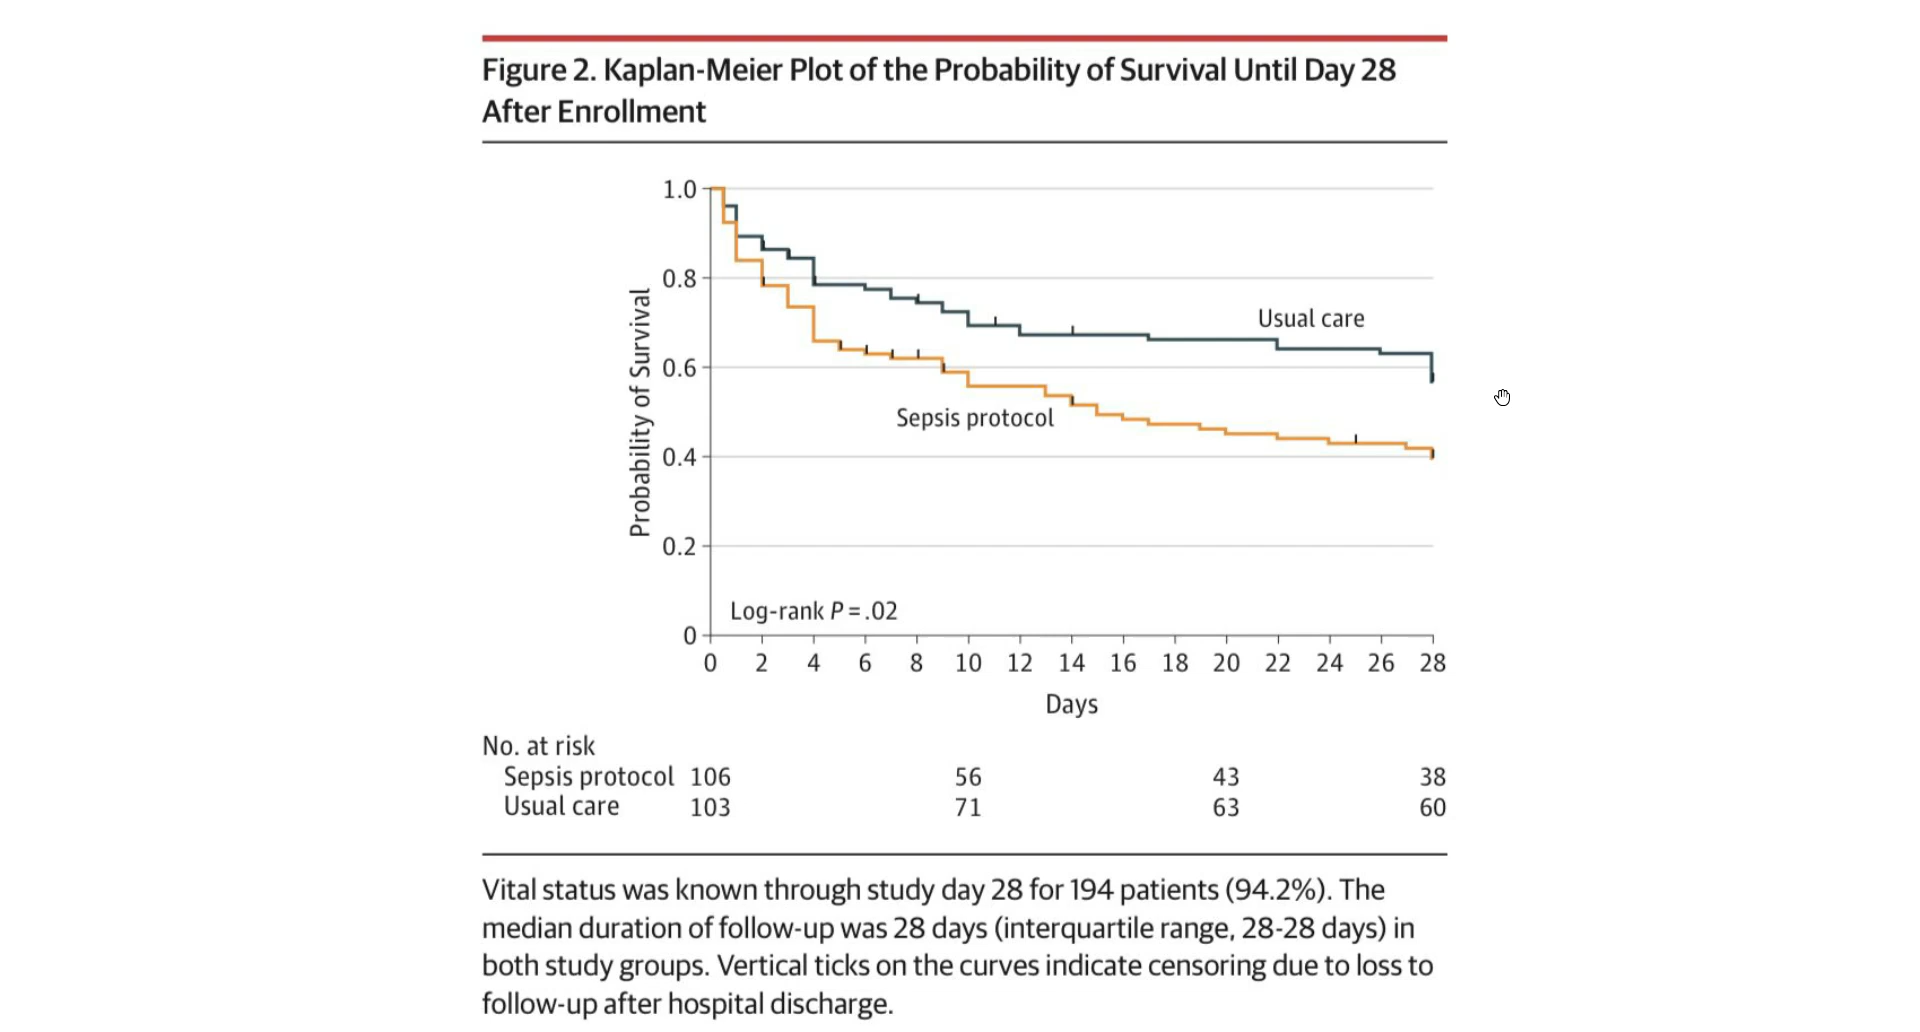 Figure 2. Kaplan-Meier Plot of the Probability of Survival Until Day 28
After Enrollment
Probability of Survival
1.0
0.8
0.6
0.4
0.2
0
Usual care
Sepsis protocol
Log-rank P = .02
0 2 4 6 8 10 12 14 16 18 20 22 24 26 28
Days
No. at risk
Sepsis protocol 106 56 43 38
Usual care 103 71 63 60
Vital status was known through study day 28 for 194 patients (94.2%). The
median duration of follow-up was 28 days (interquartile range, 28-28 days) in
both study groups. Vertical ticks on the curves indicate censoring due to loss to
follow-up after hospital discharge.